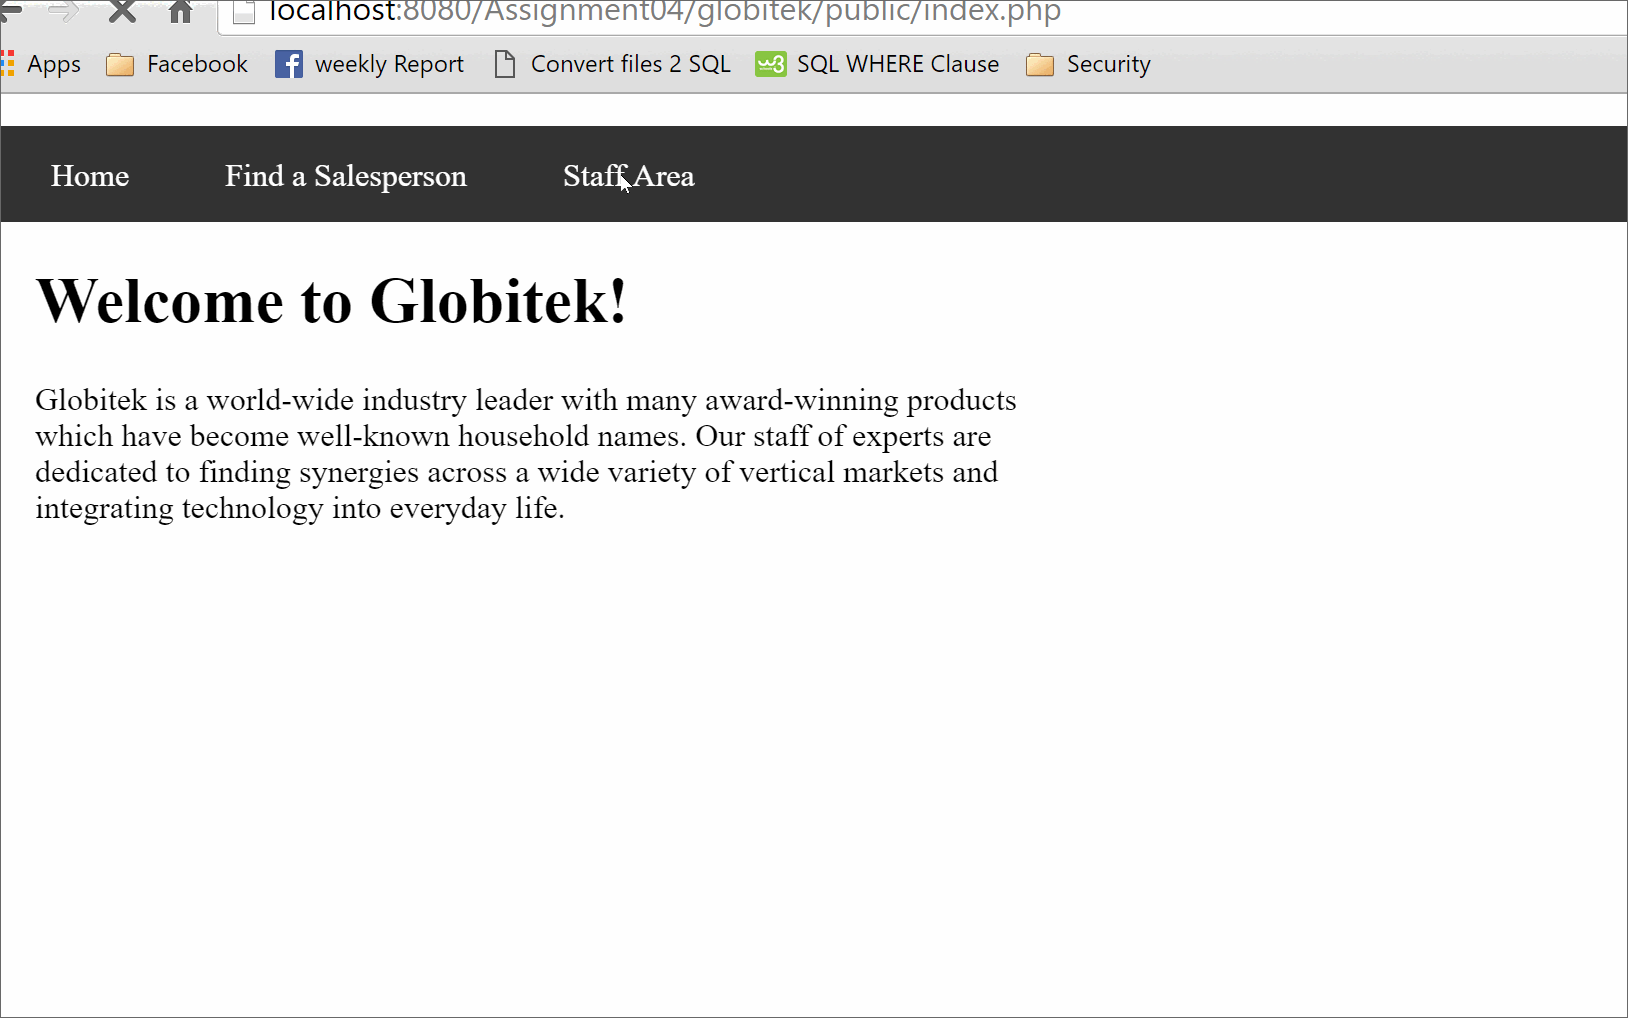 localhost:8080/Assignment04/globitek/public/index.php
Apps Facebook weekly Report Convert files 2 SQL w3 SQL WHERE Clause Security
Home Find a Salesperson Staff Area
Welcome to Globitek!
Globitek is a world-wide industry leader with many award-winning products
which have become well-known household names. Our staff of experts are
dedicated to finding synergies across a wide variety of vertical markets and
integrating technology into everyday life.